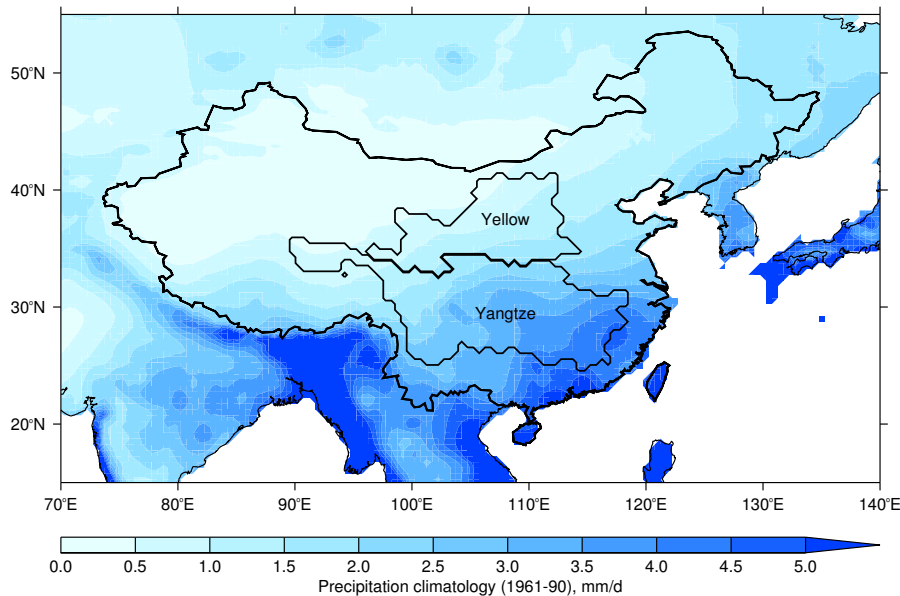 50°N
40°N
Yellow
30°N
Yangtze
20°N
70°E 80°E 90°E 100°E 110°E 120°E 130°E 140°E
0.0 0.5 1.0 1.5 2.0 2.5 3.0 3.5 4.0 4.5 5.0
Precipitation climatology (1961-90), mm/d